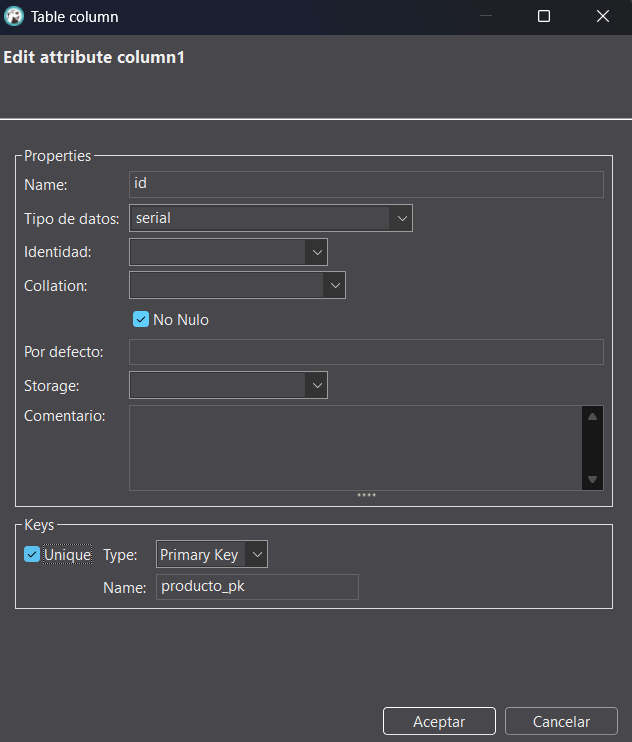 Table column
Edit attribute column1
Properties
Name: id
Tipo de datos: serial
Identidad:
Collation:
No Nulo
Por defecto:
Storage:
Comentario:
Keys
Unique Type: Primary Key
Name: producto_pk
Aceptar Cancelar